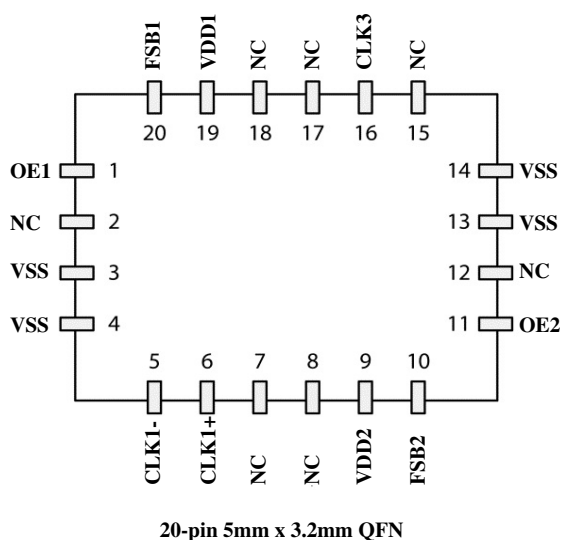 FSB1 VDD1 NC NC CLK3 NC
20 19 18 17 16 15
OE1 1 14 VSS
NC 2 13 VSS
VSS 3 12 NC
VSS 4 11 OE2
5 6 7 8 9 10
CLK1- CLK1+ NC NC VDD2 FSB2
20-pin 5mm x 3.2mm QFN